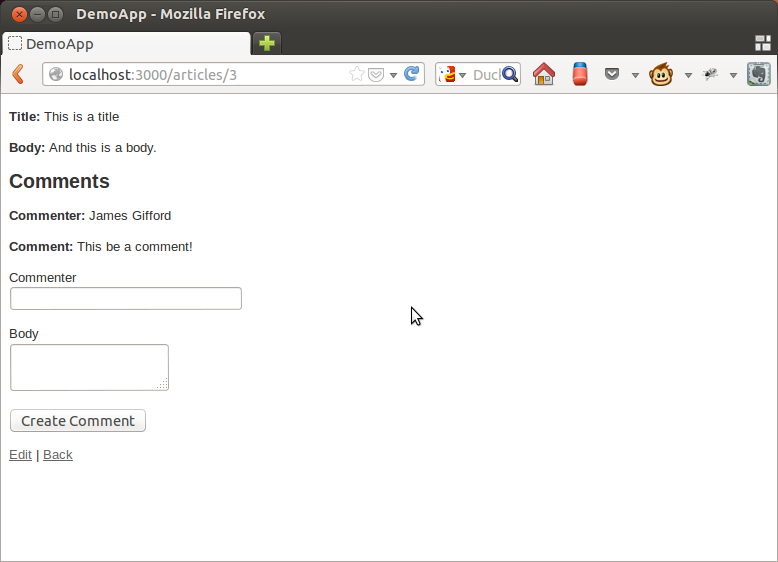 DemoApp - Mozilla Firefox
DemoApp
localhost:3000/articles/3
Title: This is a title
Body: And this is a body.
Comments
Commenter: James Gifford
Comment: This be a comment!
Commenter
Body
Create Comment
Edit | Back